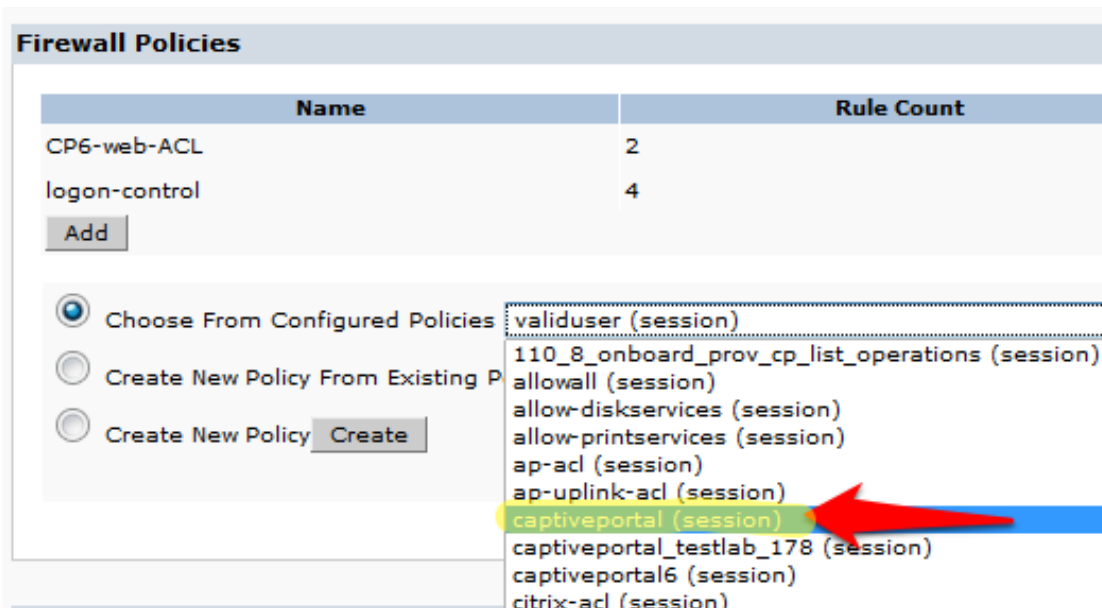 Firewall Policies
Name Rule Count
CP6-web-ACL 2
logon-control 4
Add
Choose From Configured Policies validuser (session)
110_8_onboard_prov_cp_list_operations (session)
Create New Policy From Existing P allowall (session)
allow-diskservices (session)
Create New Policy Create allow-printservices (session)
ap-acl (session)
ap-uplink-acl (session)
captiveportal (session)
captiveportal_testlab_178 (session)
captiveportal6 (session)
citrix-acl (session)